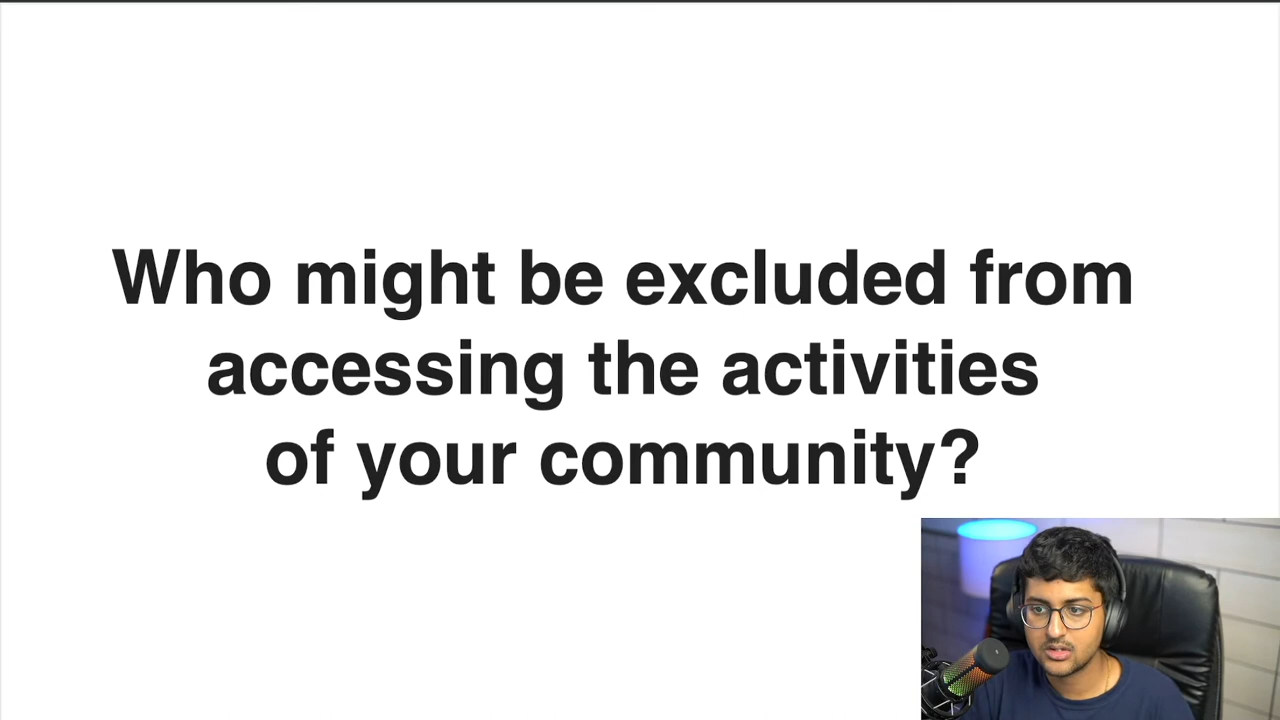 Who might be excluded from
accessing the activities
of your community?